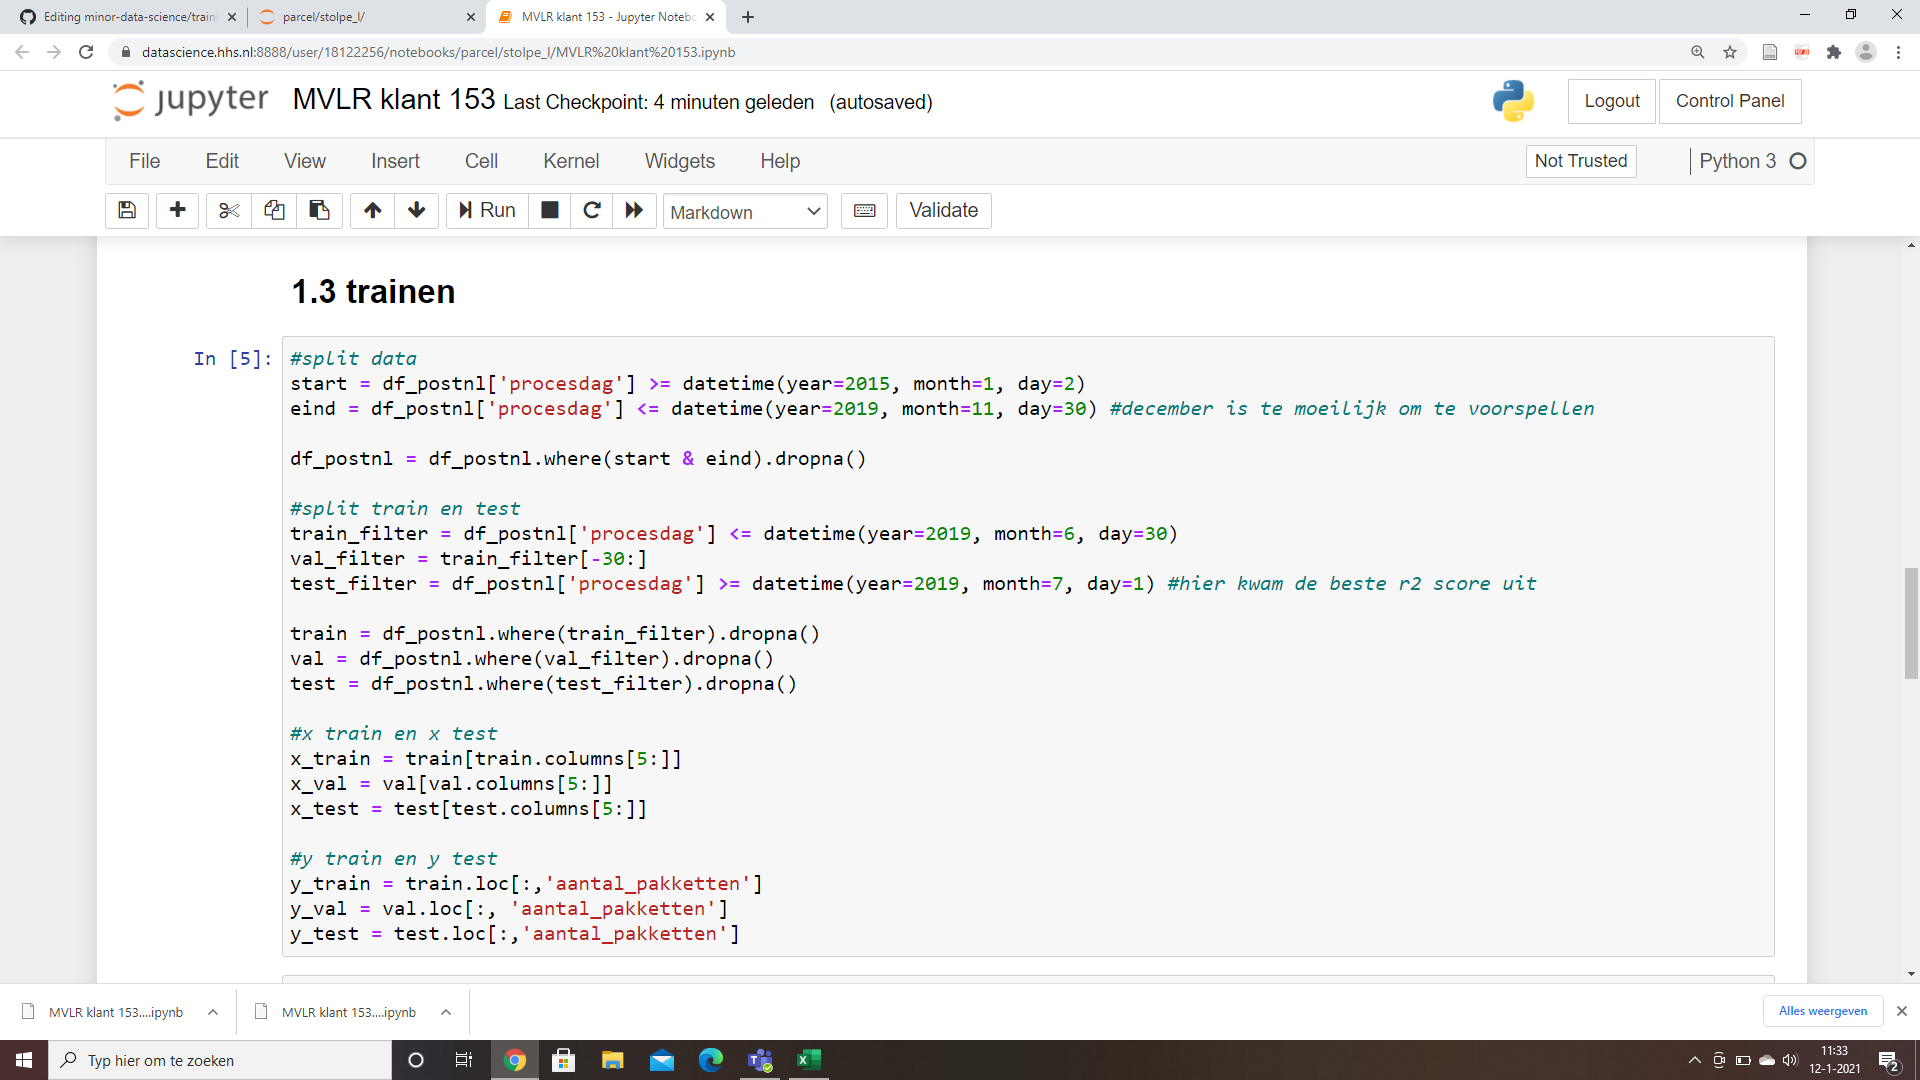 Editing minor-data-science/traini
parcel/stolpe_l/
MVLR klant 153 - Jupyter Notebo
datascience.hhs.nl:8888/user/18122256/notebooks/parcel/stolpe_l/MVLR%20klant%20153.ipynb
jupyter MVLR klant 153 Last Checkpoint: 4 minuten geleden (autosaved)
Logout
Control Panel
File Edit View Insert Cell Kernel Widgets Help
Not Trusted
Python 3
Run
Markdown
Validate
1.3 trainen
In [5]:
#split data
start = df_postnl['procesdag'] >= datetime(year=2015, month=1, day=2)
eind = df_postnl['procesdag'] <= datetime(year=2019, month=11, day=30) #december is te moeilijk om te voorspellen
df_postnl = df_postnl.where(start & eind).dropna()
#split train en test
train_filter = df_postnl['procesdag'] <= datetime(year=2019, month=6, day=30)
val_filter = train_filter[-30:]
test_filter = df_postnl['procesdag'] >= datetime(year=2019, month=7, day=1) #hier kwam de beste r2 score uit
train = df_postnl.where(train_filter).dropna()
val = df_postnl.where(val_filter).dropna()
test = df_postnl.where(test_filter).dropna()
#x train en x test
x_train = train[train.columns[5:]]
x_val = val[val.columns[5:]]
x_test = test[test.columns[5:]]
#y train en y test
y_train = train.loc[:,'aantal_pakketten']
y_val = val.loc[:, 'aantal_pakketten']
y_test = test.loc[:,'aantal_pakketten']
MVLR klant 153....ipynb
MVLR klant 153....ipynb
Alles weergeven
Typ hier om te zoeken
11:33
12-1-2021
2